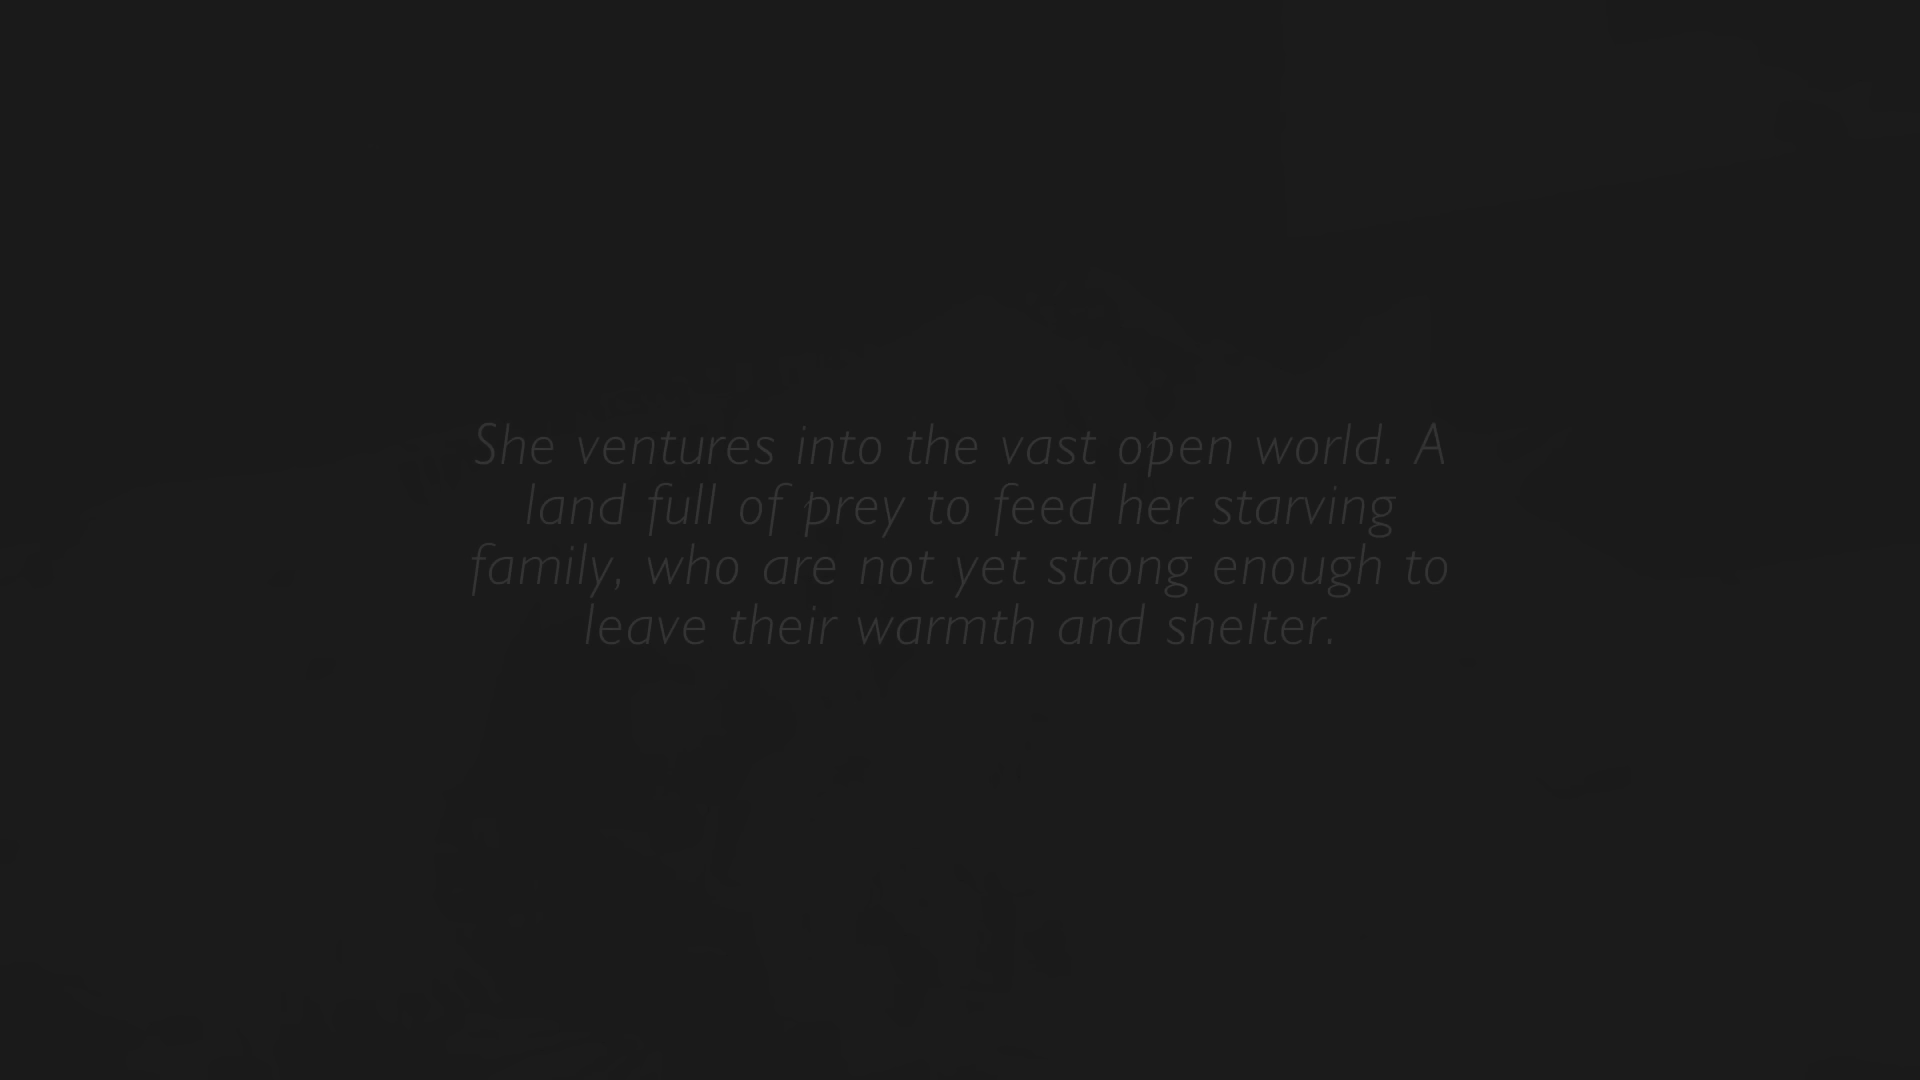 She ventures into the vast open world. A
land full of prey to feed her starving
family, who are not yet strong enough to
leave their warmth and shelter.